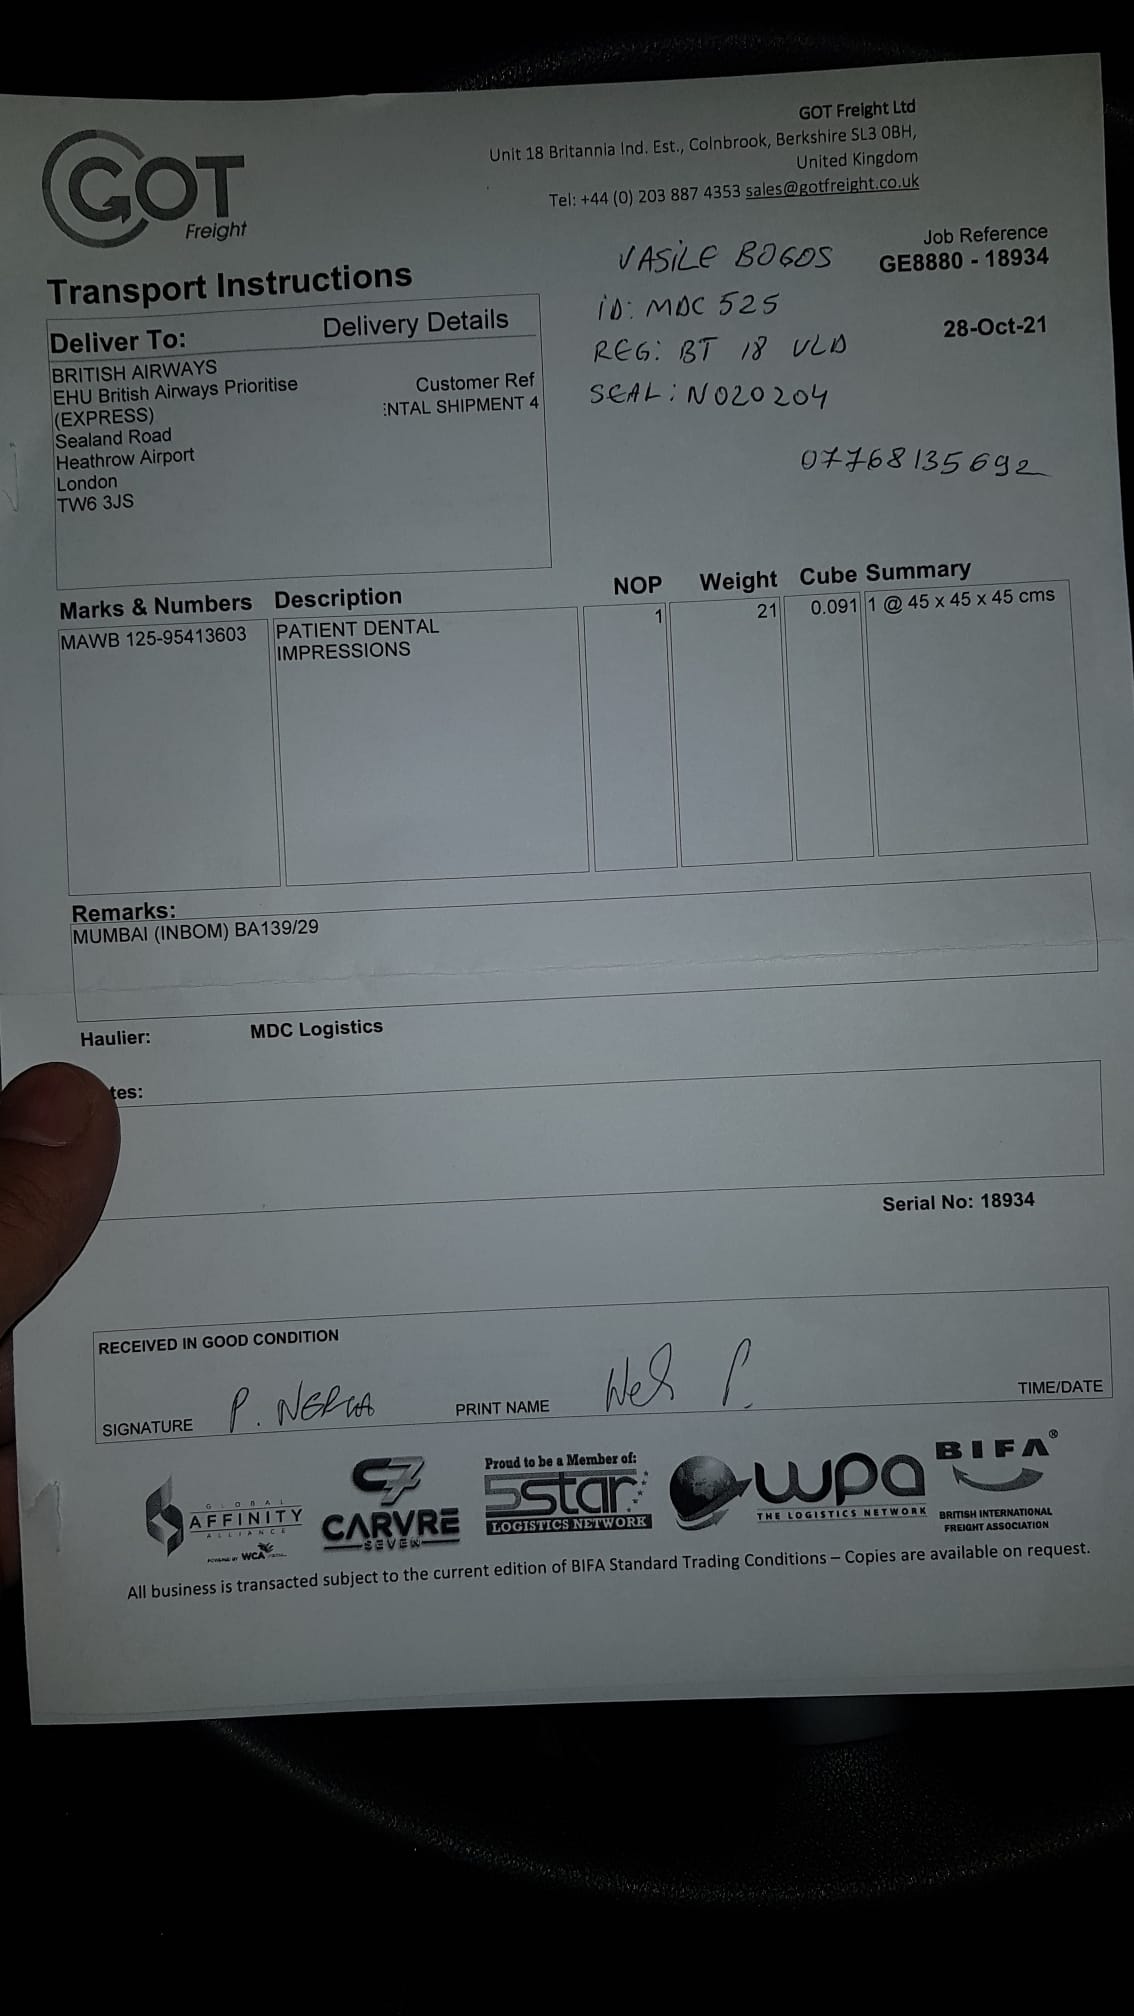 GOT
Freight
GOT Freight Ltd
Unit 18 Britannia Ind. Est., Colnbrook, Berkshire SL3 0BH,
United Kingdom
Tel: +44 (0) 203 887 4353 sales@gotfreight.co.uk
Job Reference
GE8880 - 18934
28-Oct-21
VASILE BOGOS
ID: MDC 525
REG: BT 18 VLD
SEAL: N020204
07768135692
Transport Instructions
Deliver To: Delivery Details
BRITISH AIRWAYS
EHU British Airways Prioritise
(EXPRESS)
Sealand Road
Heathrow Airport
London
TW6 3JS
Customer Ref
ENTAL SHIPMENT 4
Marks & Numbers Description NOP Weight Cube Summary
MAWB 125-95413603 PATIENT DENTAL 1 21 0.091 1 @ 45 x 45 x 45 cms
IMPRESSIONS
Remarks:
MUMBAI (INBOM) BA139/29
Haulier: MDC Logistics
tes:
Serial No: 18934
RECEIVED IN GOOD CONDITION
SIGNATURE P. PRINT NAME TIME/DATE
GLOBAL
AFFINITY
ALLIANCE
POWERED BY WCA
C7
CARVRE
SEVEN
Proud to be a Member of:
5star
LOGISTICS NETWORK
wpa
THE LOGISTICS NETWORK
BIFA®
BRITISH INTERNATIONAL
FREIGHT ASSOCIATION
All business is transacted subject to the current edition of BIFA Standard Trading Conditions – Copies are available on request.